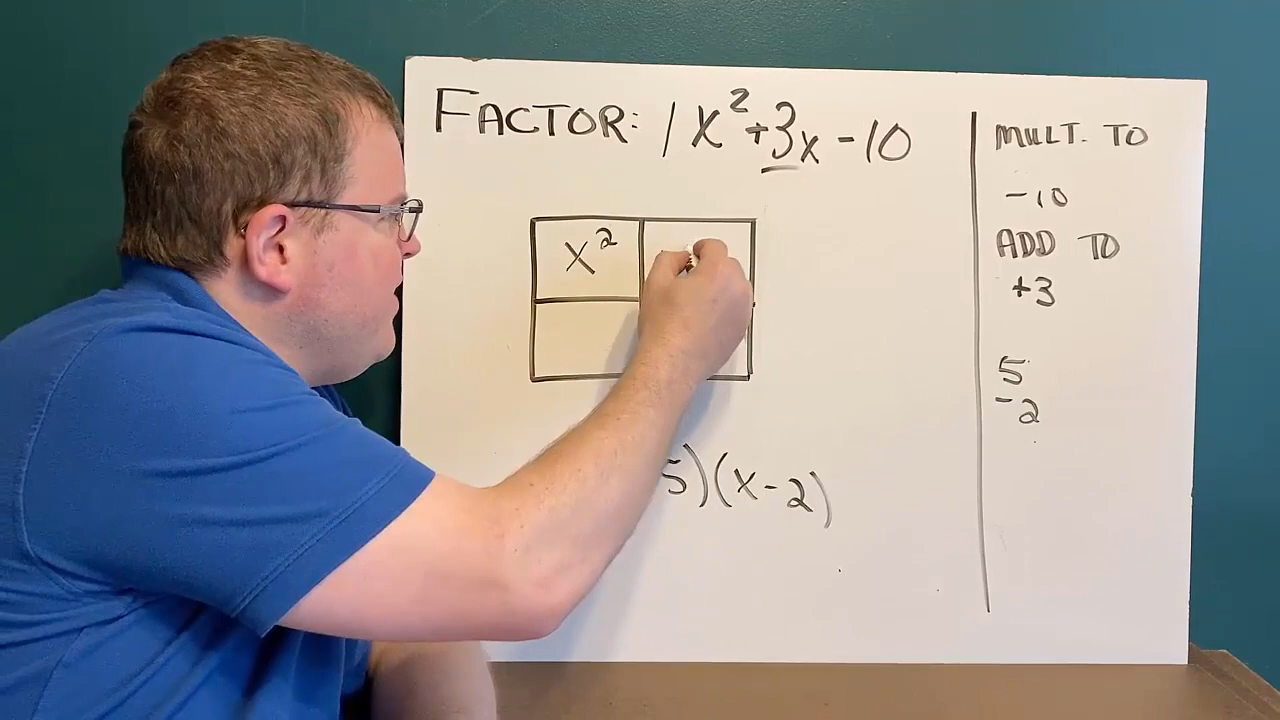 FACTOR: 1x²+3x-10
x²
5)(x-2)
MULT. TO
-10
ADD TO
+3
5
-2